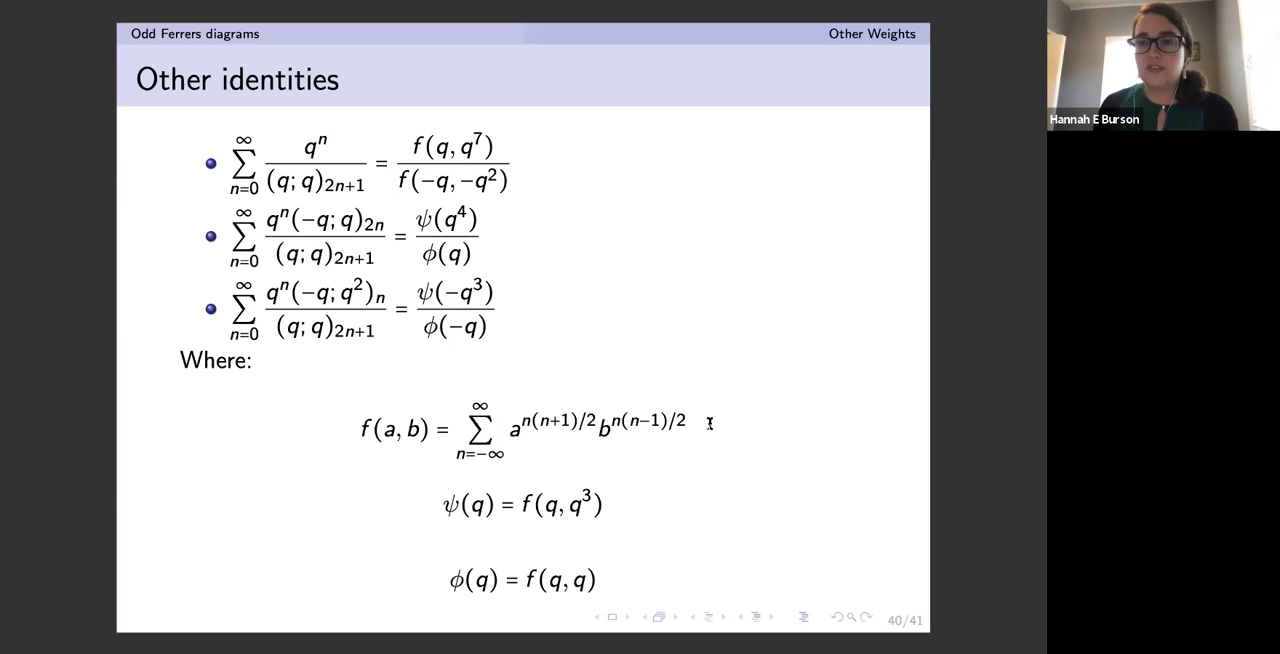 Odd Ferrers diagrams Other Weights
Other identities
• ∑_{n=0}^{∞} q^n / (q; q)_{2n+1} = f(q, q^7) / f(−q, −q^2)
• ∑_{n=0}^{∞} q^n(−q; q)_{2n} / (q; q)_{2n+1} = ψ(q^4) / ϕ(q)
• ∑_{n=0}^{∞} q^n(−q; q^2)_n / (q; q)_{2n+1} = ψ(−q^3) / ϕ(−q)
Where:
f(a, b) = ∑_{n=−∞}^{∞} a^{n(n+1)/2} b^{n(n−1)/2}
ψ(q) = f(q, q^3)
ϕ(q) = f(q, q)
40/41
Hannah E Burson